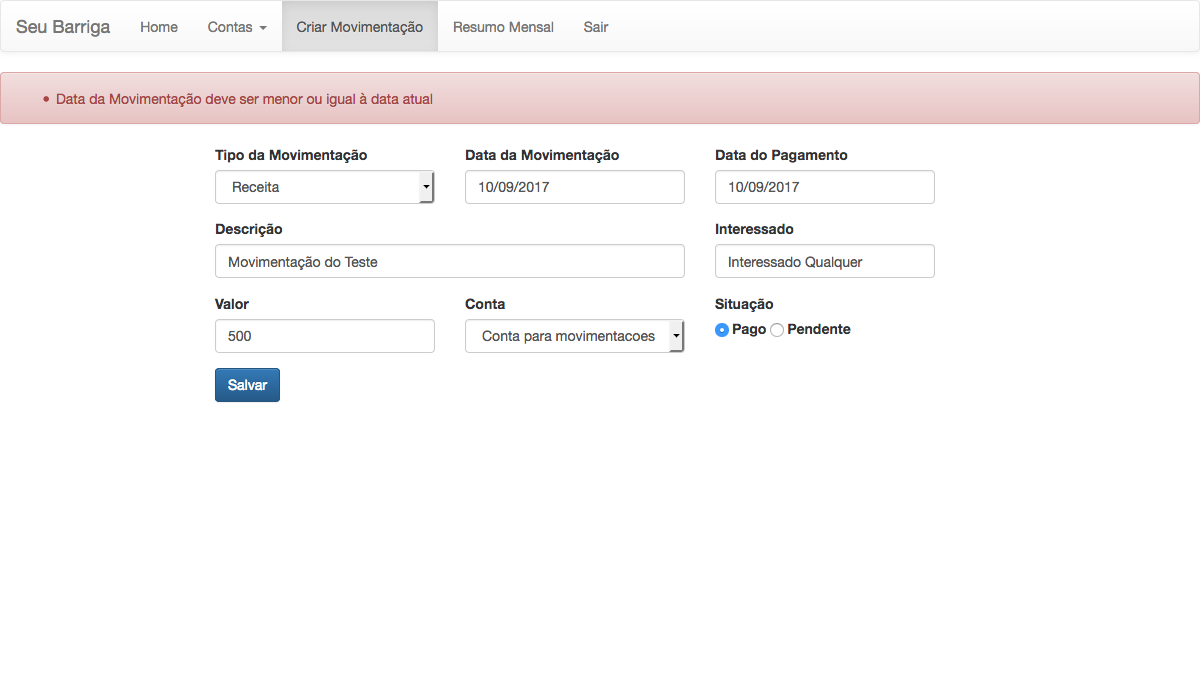 Seu Barriga Home Contas Criar Movimentação Resumo Mensal Sair
Data da Movimentação deve ser menor ou igual à data atual
Tipo da Movimentação Data da Movimentação Data do Pagamento
Receita 10/09/2017 10/09/2017
Descrição Interessado
Movimentação do Teste Interessado Qualquer
Valor Conta Situação
500 Conta para movimentacoes Pago Pendente
Salvar